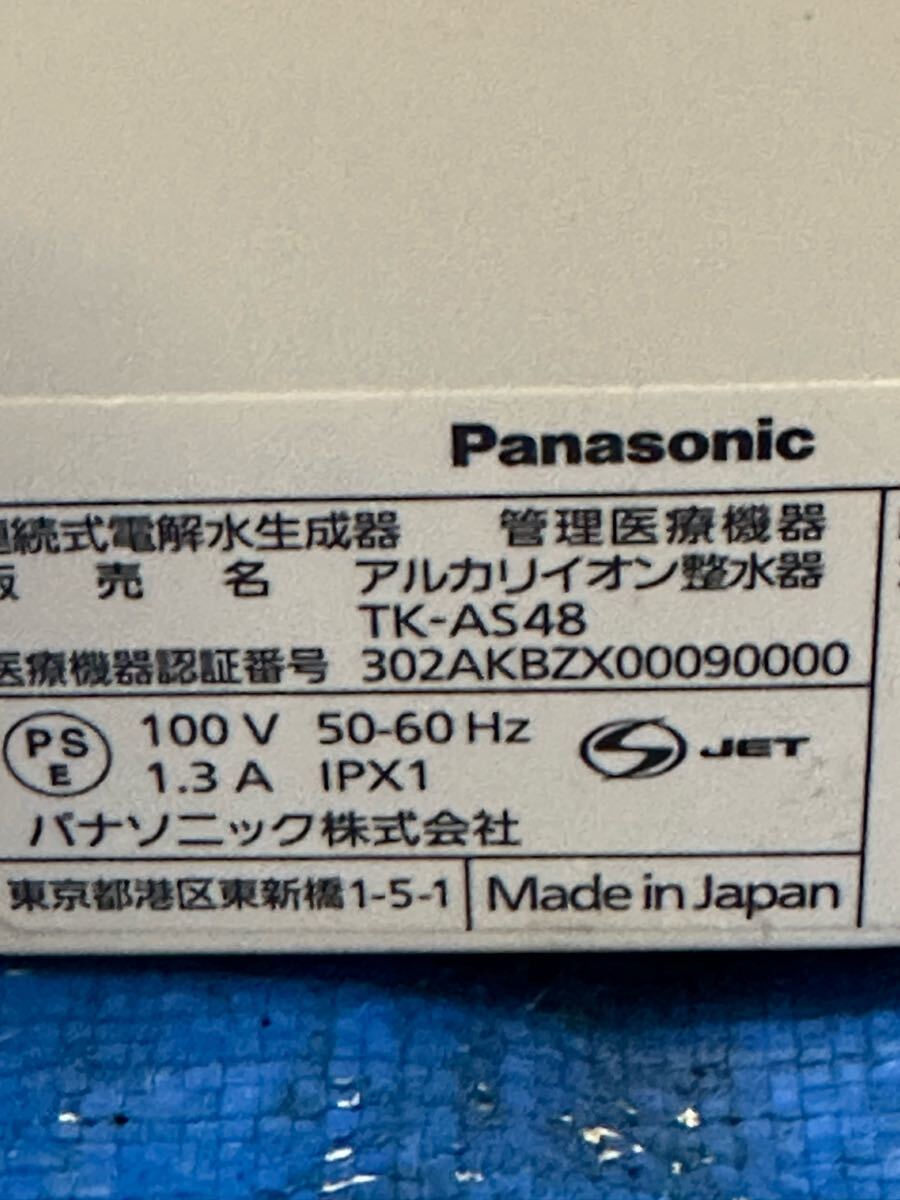 Panasonic
続式電解水生成器 管理医療機器
販売名 アルカリイオン整水器
TK-AS48
医療機器認証番号 302AKBZX00090000
PSE 100 V 50-60 Hz S JET
1.3 A IPX1
パナソニック株式会社
東京都港区東新橋1-5-1 Made in Japan